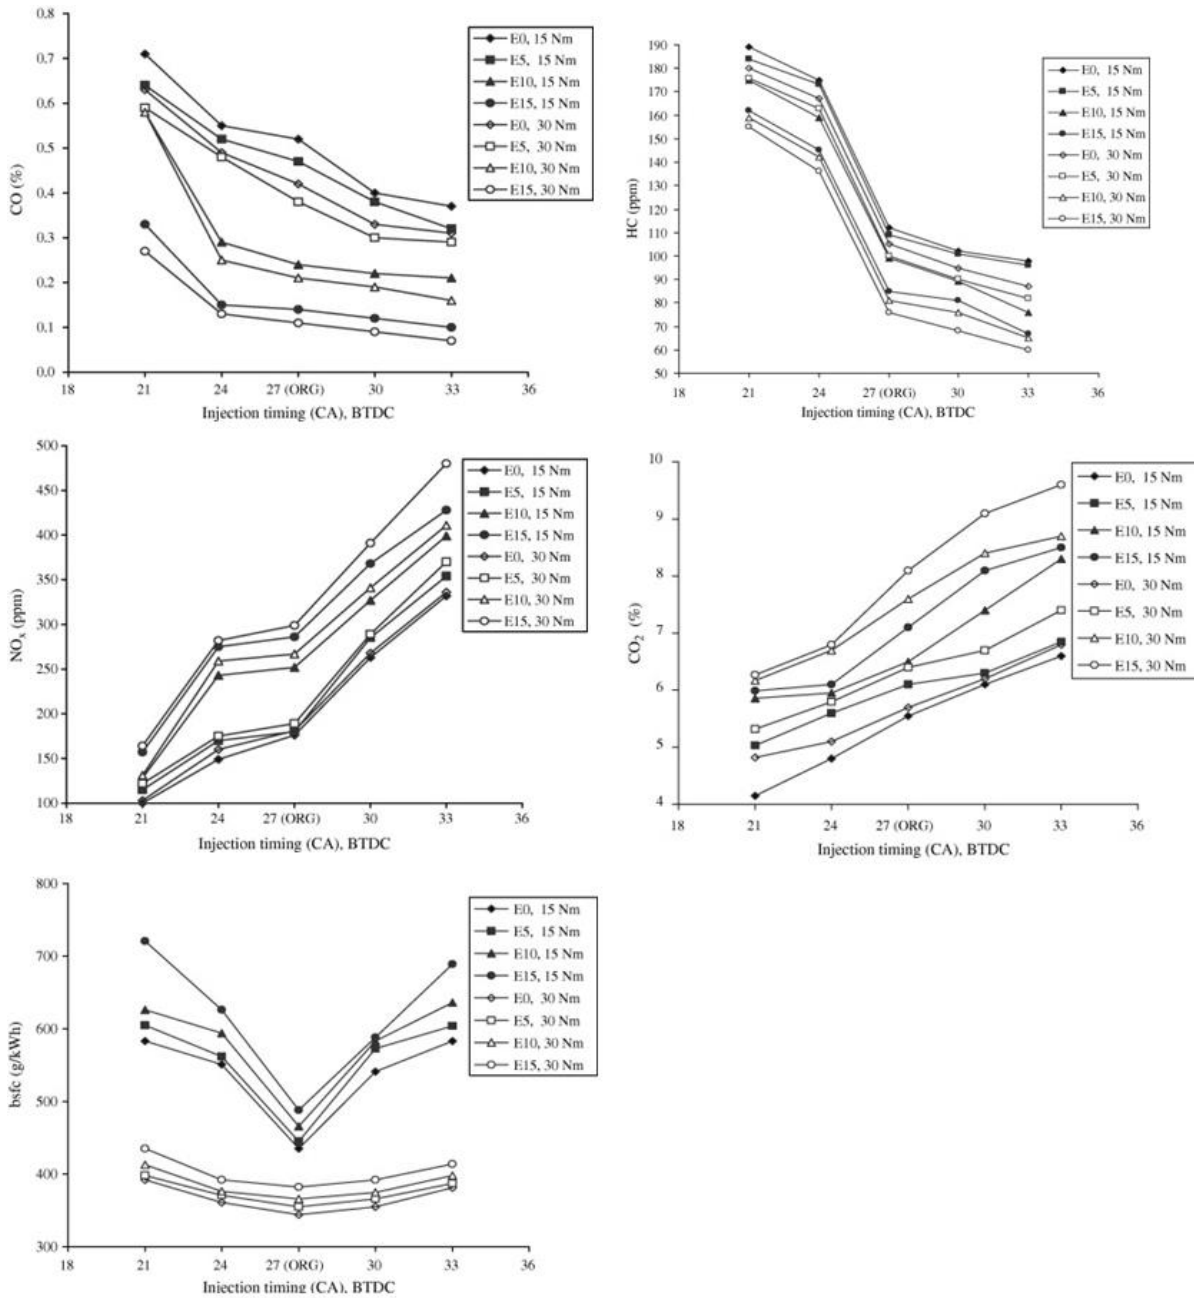 0.8
0.7
0.6
0.5
0.4
0.3
0.2
0.1
0.0
CO (%)
18 21 24 27 (ORG) 30 33 36
Injection timing (CA), BTDC
E0, 15 Nm
E5, 15 Nm
E10, 15 Nm
E15, 15 Nm
E0, 30 Nm
E5, 30 Nm
E10, 30 Nm
E15, 30 Nm
190
180
170
160
150
140
130
120
110
100
90
80
70
60
50
HC (ppm)
18 21 24 27 (ORG) 30 33 36
Injection timing (CA), BTDC
E0, 15 Nm
E5, 15 Nm
E10, 15 Nm
E15, 15 Nm
E0, 30 Nm
E5, 30 Nm
E10, 30 Nm
E15, 30 Nm
500
450
400
350
300
250
200
150
100
NOx (ppm)
18 21 24 27 (ORG) 30 33 36
Injection timing (CA), BTDC
E0, 15 Nm
E5, 15 Nm
E10, 15 Nm
E15, 15 Nm
E0, 30 Nm
E5, 30 Nm
E10, 30 Nm
E15, 30 Nm
10
9
8
7
6
5
4
CO2 (%)
18 21 24 27 (ORG) 30 33 36
Injection timing (CA), BTDC
E0, 15 Nm
E5, 15 Nm
E10, 15 Nm
E15, 15 Nm
E0, 30 Nm
E5, 30 Nm
E10, 30 Nm
E15, 30 Nm
800
700
600
500
400
300
bsfc (g/kWh)
18 21 24 27 (ORG) 30 33 36
Injection timing (CA), BTDC
E0, 15 Nm
E5, 15 Nm
E10, 15 Nm
E15, 15 Nm
E0, 30 Nm
E5, 30 Nm
E10, 30 Nm
E15, 30 Nm